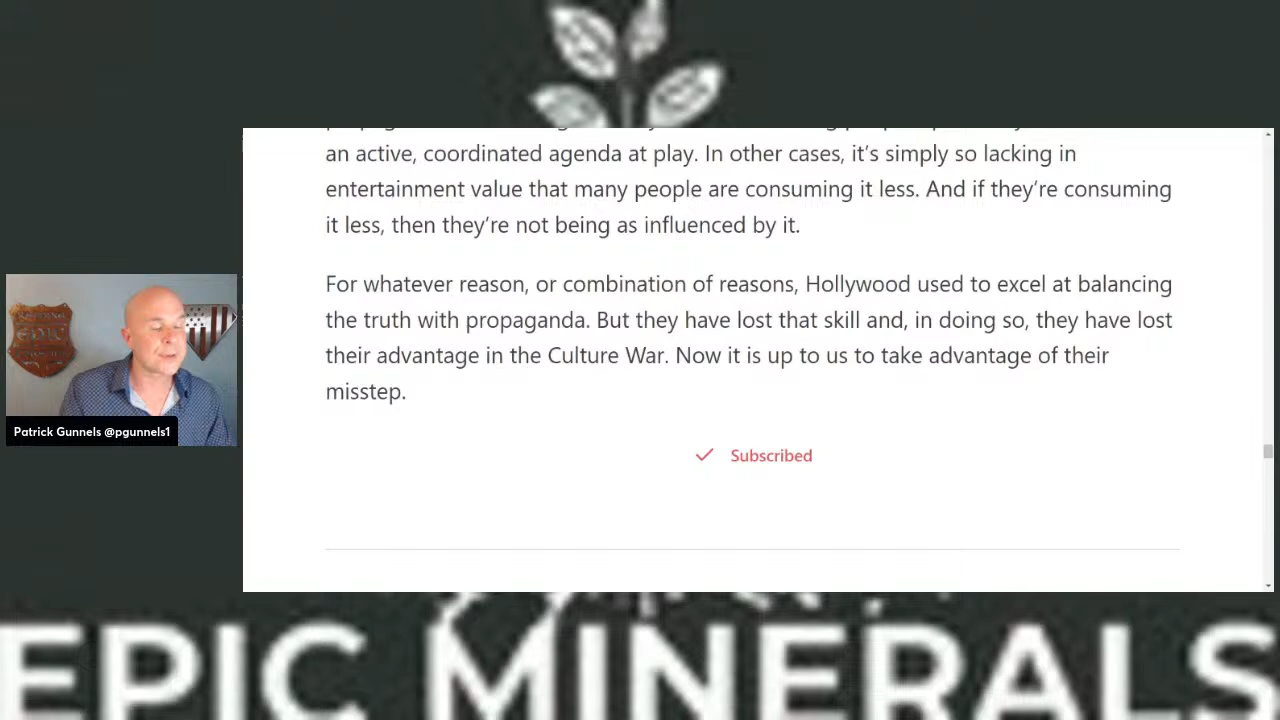 an active, coordinated agenda at play. In other cases, it’s simply so lacking in
entertainment value that many people are consuming it less. And if they’re consuming
it less, then they’re not being as influenced by it.
For whatever reason, or combination of reasons, Hollywood used to excel at balancing
the truth with propaganda. But they have lost that skill and, in doing so, they have lost
their advantage in the Culture War. Now it is up to us to take advantage of their
misstep.
Subscribed
Patrick Gunnels @pgunnels1
EPIC MINERALS